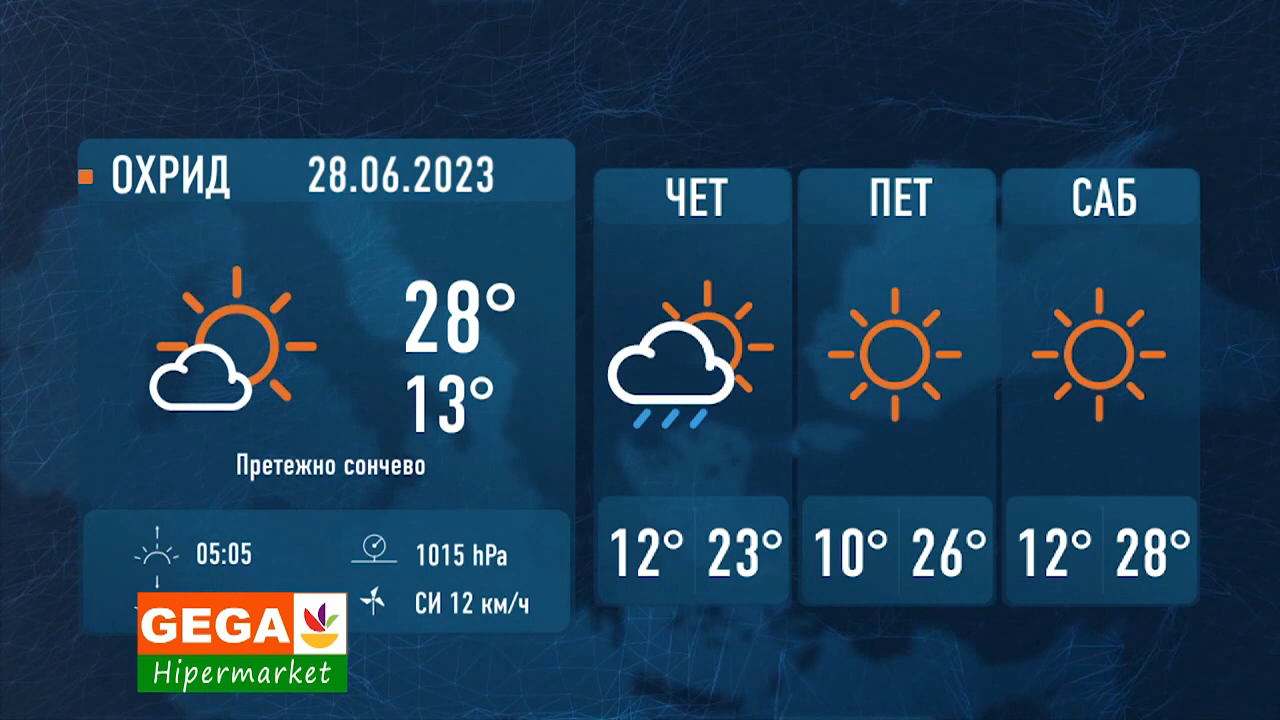 ОХРИД 28.06.2023
28°
13°
Претежно сончево
05:05
1015 hPa
СИ 12 км/ч
GEGA
Hipermarket
ЧЕТ
12° 23°
ПЕТ
10° 26°
САБ
12° 28°